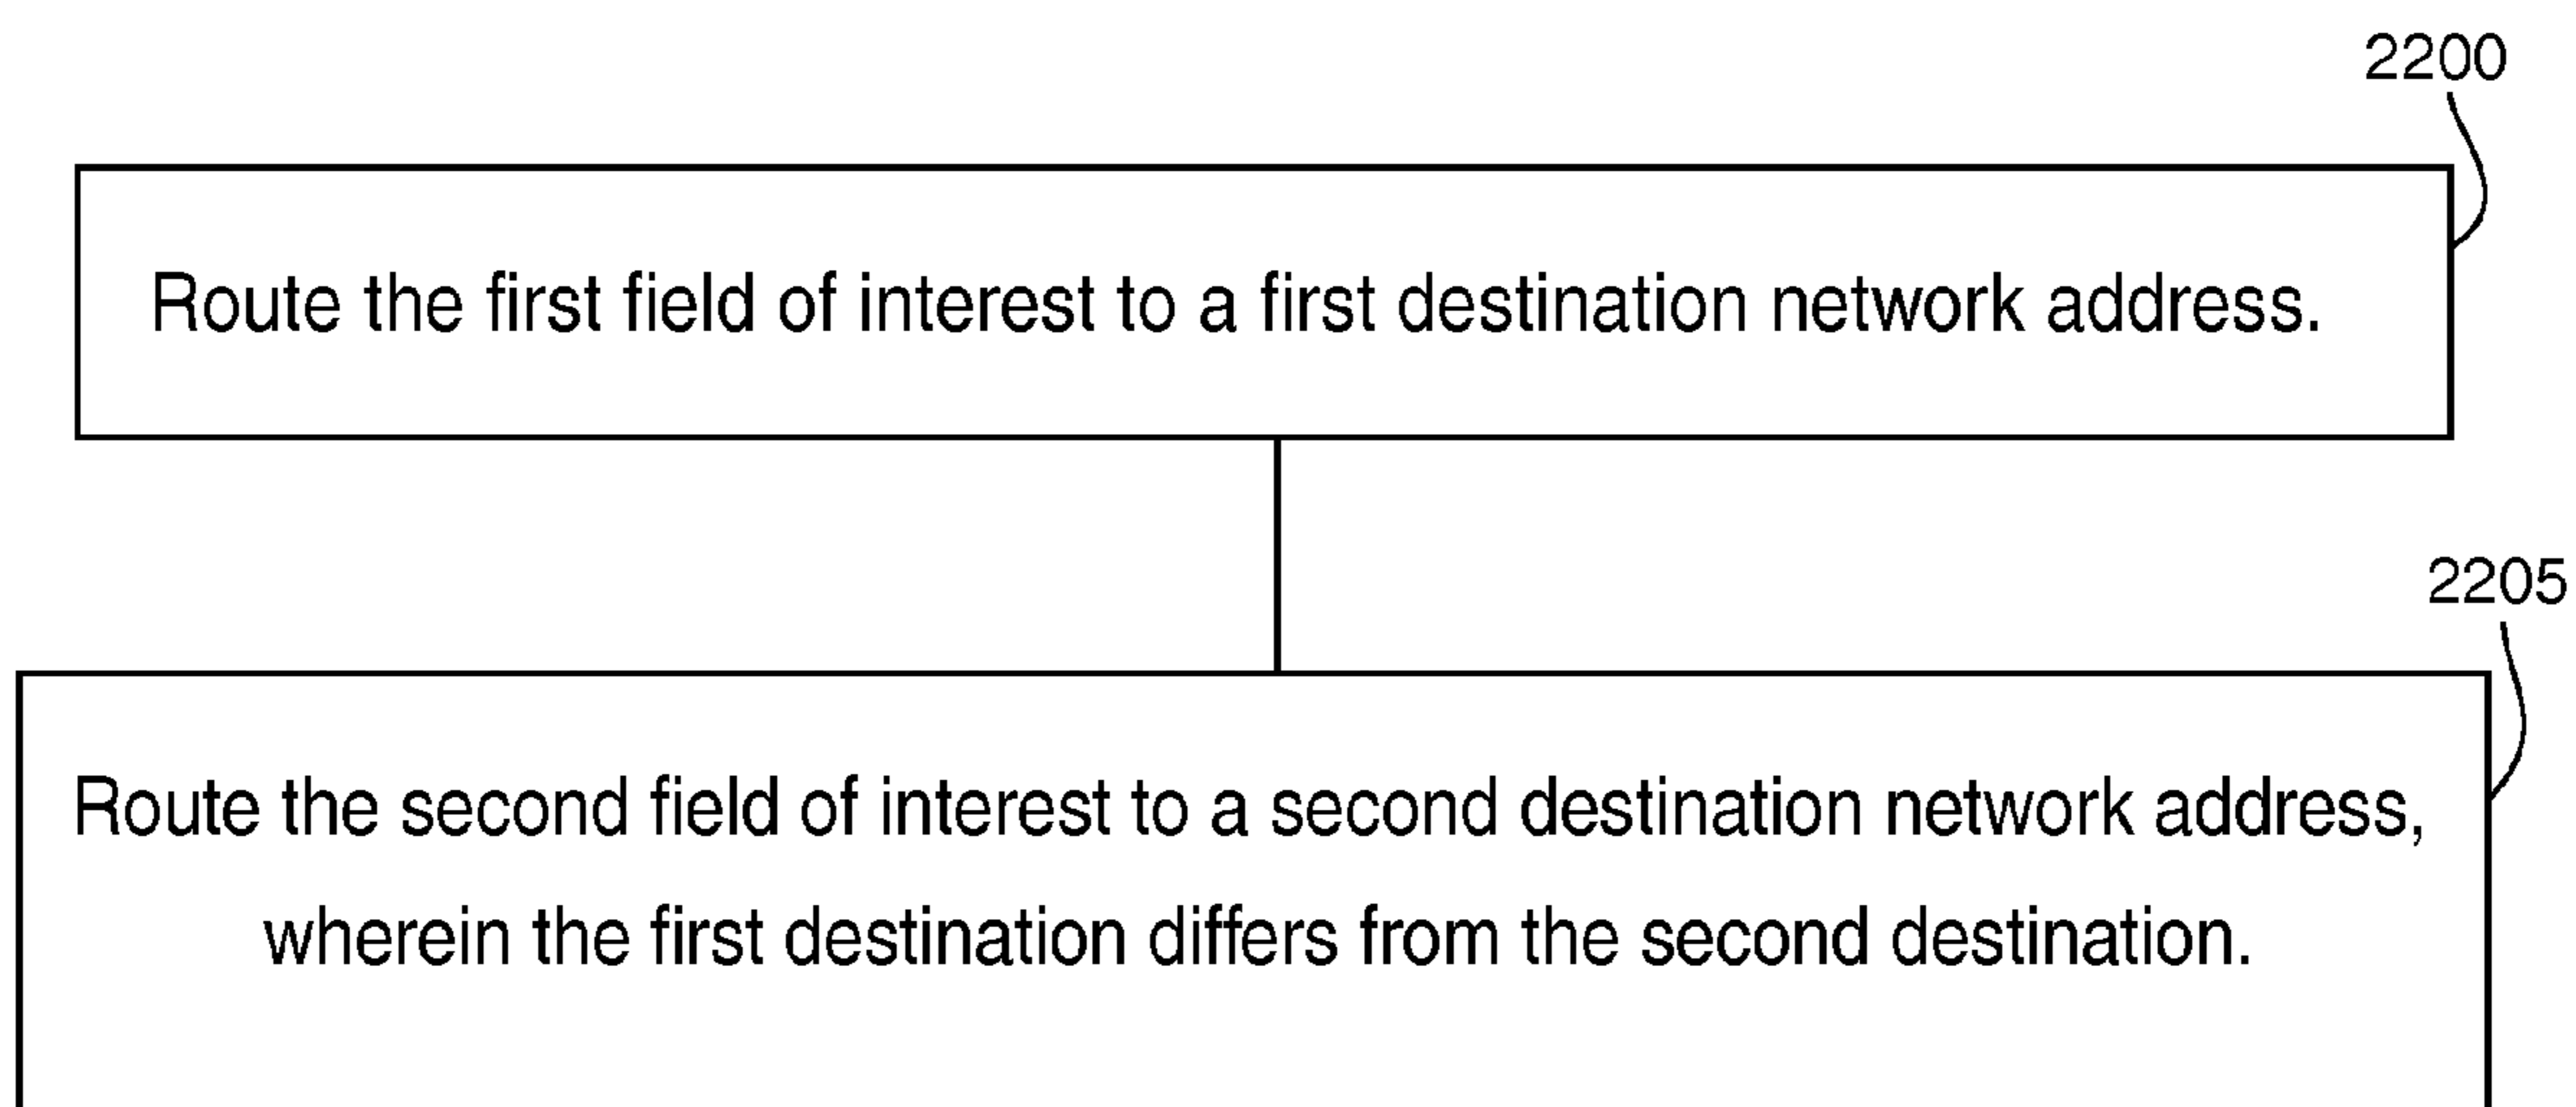 2200
Route the first field of interest to a first destination network address.
2205
Route the second field of interest to a second destination network address,
wherein the first destination differs from the second destination.